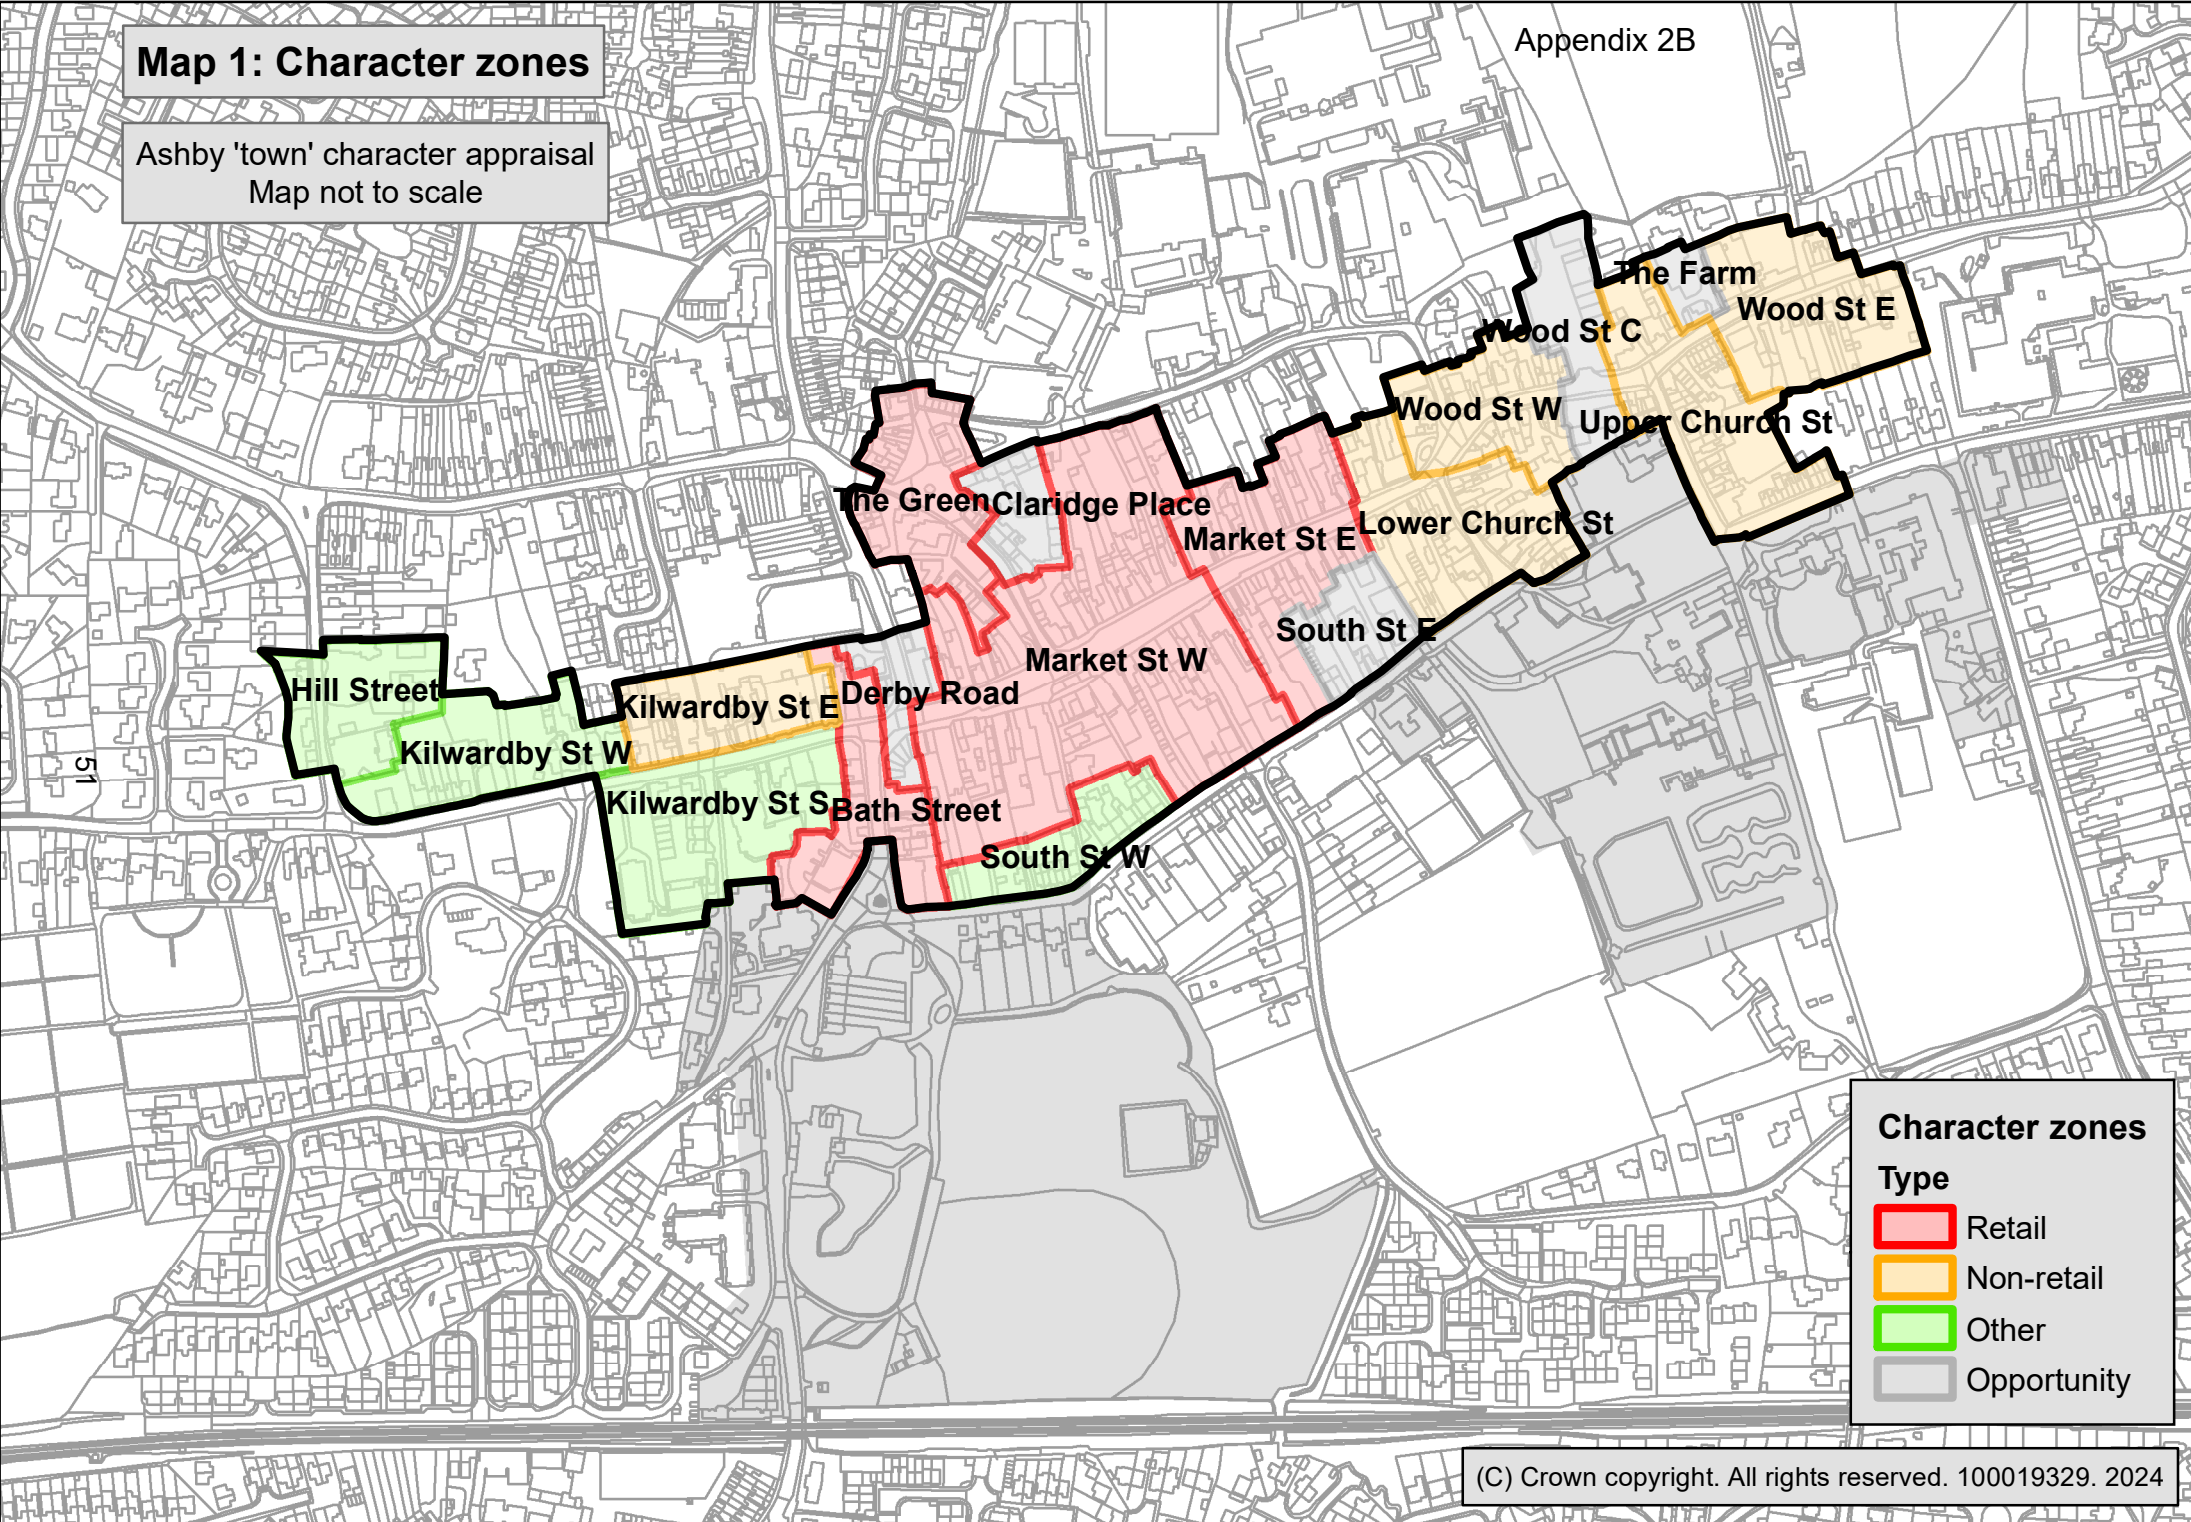 Appendix 2B
Map 1: Character zones
Ashby 'town' character appraisal
Map not to scale
The Farm
Wood St E
Wood St C
Wood St W
Upper Church St
The Green
Claridge Place
Market St E
Lower Church St
South St E
Market St W
Hill Street
Kilwardby St E
Derby Road
Kilwardby St W
51
Kilwardby St S
Bath Street
South St W
Character zones
Type
Retail
Non-retail
Other
Opportunity
(C) Crown copyright. All rights reserved. 100019329. 2024